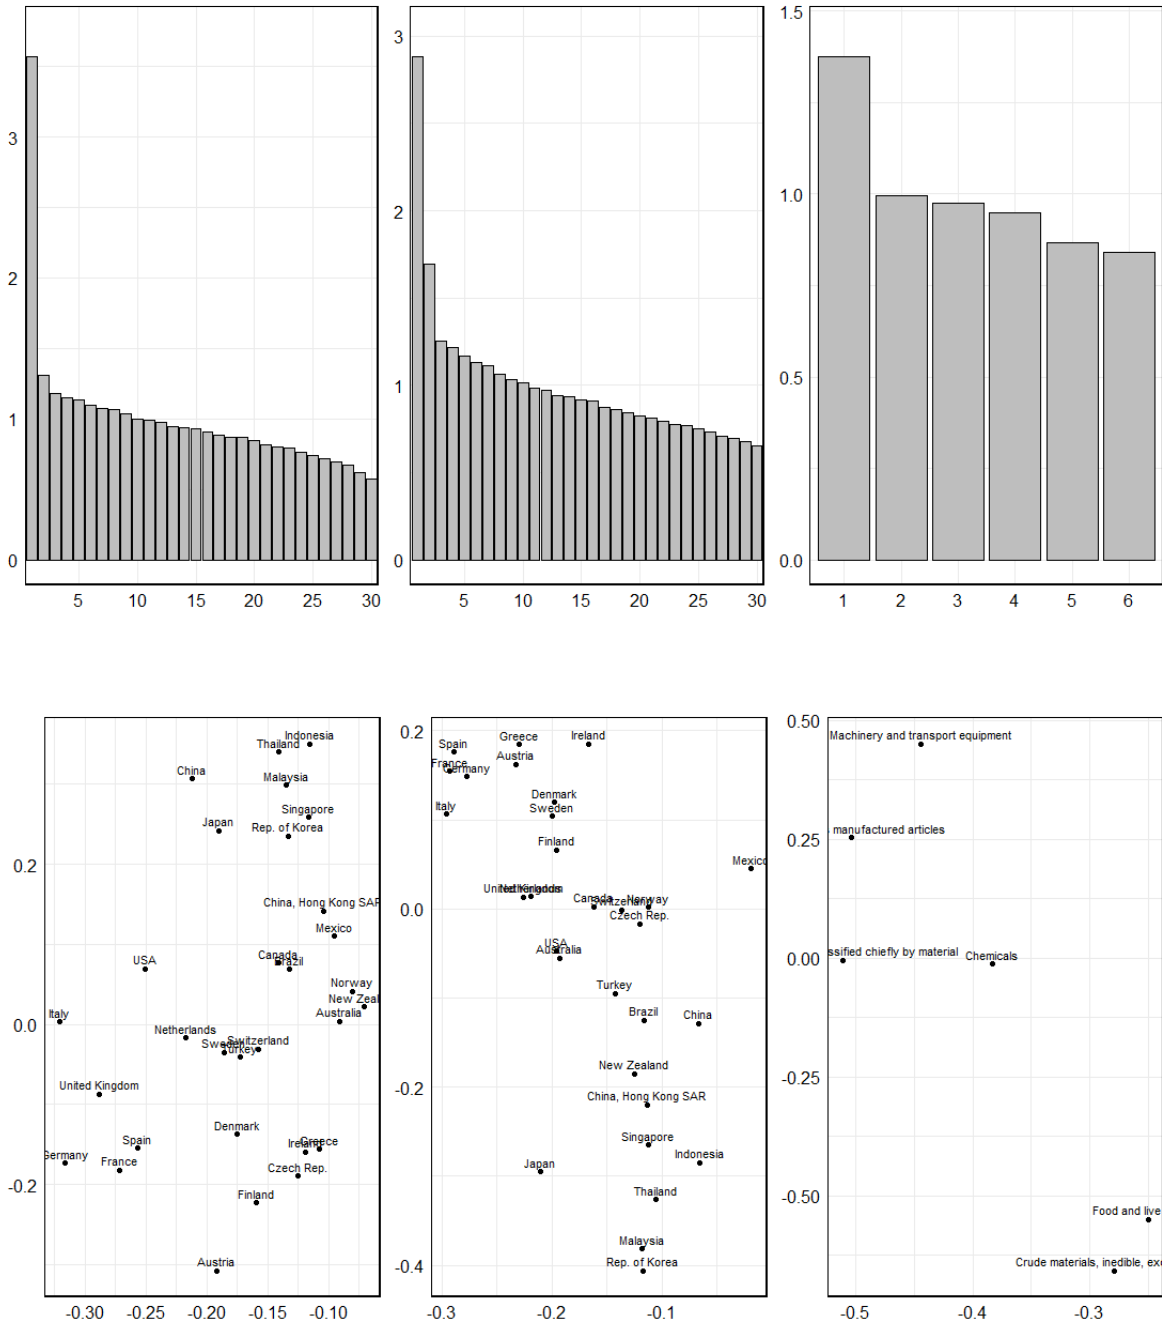 3
2
1
0
5 10 15 20 25 30
3
2
1
0
5 10 15 20 25 30
1.5
1.0
0.5
0.0
1 2 3 4 5 6
Indonesia
Thailand
China
Malaysia
Singapore
Japan
Rep. of Korea
0.2
China, Hong Kong SAR
Mexico
USA
Canada
Brazil
Norway
New Zeal
Italy
Australia
0.0
Netherlands
Switzerland
Sweden
Turkey
United Kingdom
Denmark
Spain
Ireland
Greece
Germany
France
Czech Rep.
-0.2
Finland
Austria
-0.30 -0.25 -0.20 -0.15 -0.10
0.2
Greece
Ireland
Spain
Austria
France
Germany
Denmark
Italy
Sweden
Finland
Mexico
United Kingdom
Netherlands
Canada
Norway
Switzerland
0.0
Czech Rep.
USA
Australia
Turkey
Brazil
China
New Zealand
-0.2
China, Hong Kong SAR
Singapore
Japan
Indonesia
Thailand
Malaysia
Rep. of Korea
-0.4
-0.3 -0.2 -0.1
0.50
Machinery and transport equipment
0.25
manufactured articles
ssified chiefly by material
Chemicals
0.00
-0.25
-0.50
Food and live
Crude materials, inedible, exc
-0.5 -0.4 -0.3